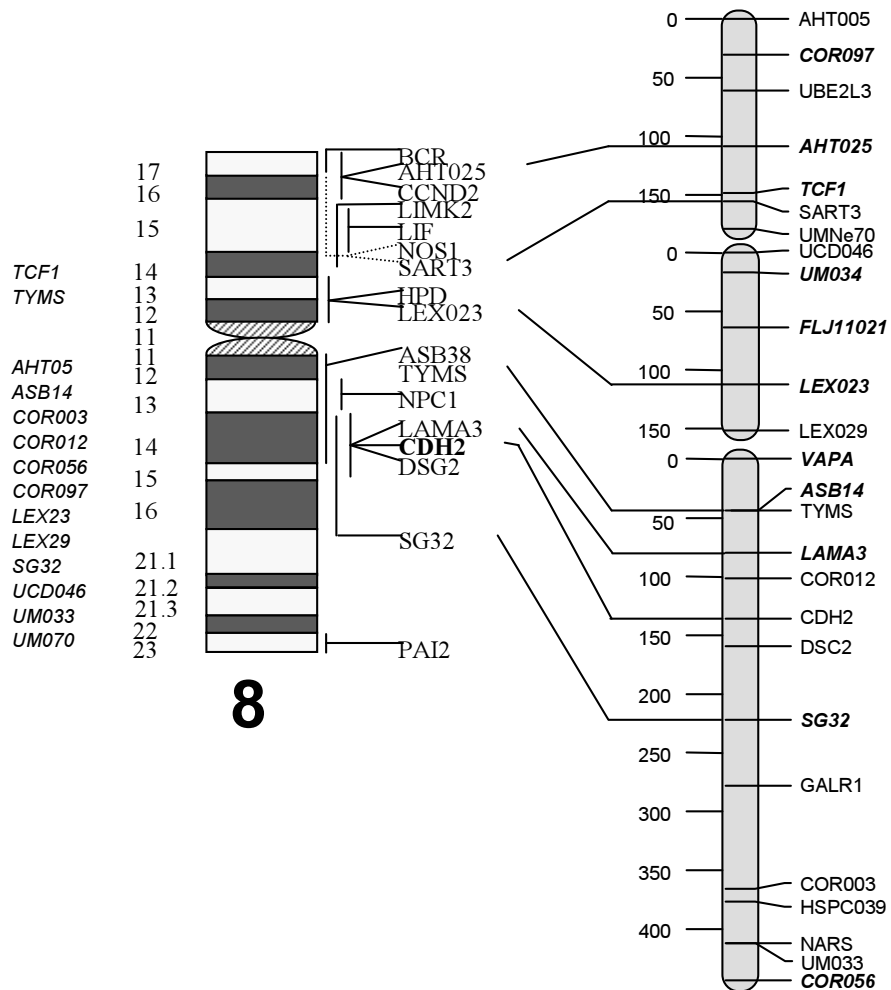 TCF1
TYMS
AHT05
ASB14
COR003
COR012
COR056
COR097
LEX23
LEX29
SG32
UCD046
UM033
UM070
17
16
15
14
13
12
11
11
12
13
14
15
16
21.1
21.2
21.3
22
23
8
BCR
AHT025
CCND2
LIMK2
LIF
NOS1
SART3
HPD
LEX023
ASB38
TYMS
NPC1
LAMA3
CDH2
DSG2
SG32
PAI2
0
50
100
150
AHT005
COR097
UBE2L3
AHT025
TCF1
SART3
UMNe70
0
50
100
150
UCD046
UM034
FLJ11021
LEX023
LEX029
0
50
100
150
200
250
300
350
400
VAPA
ASB14
TYMS
LAMA3
COR012
CDH2
DSC2
SG32
GALR1
COR003
HSPC039
NARS
UM033
COR056